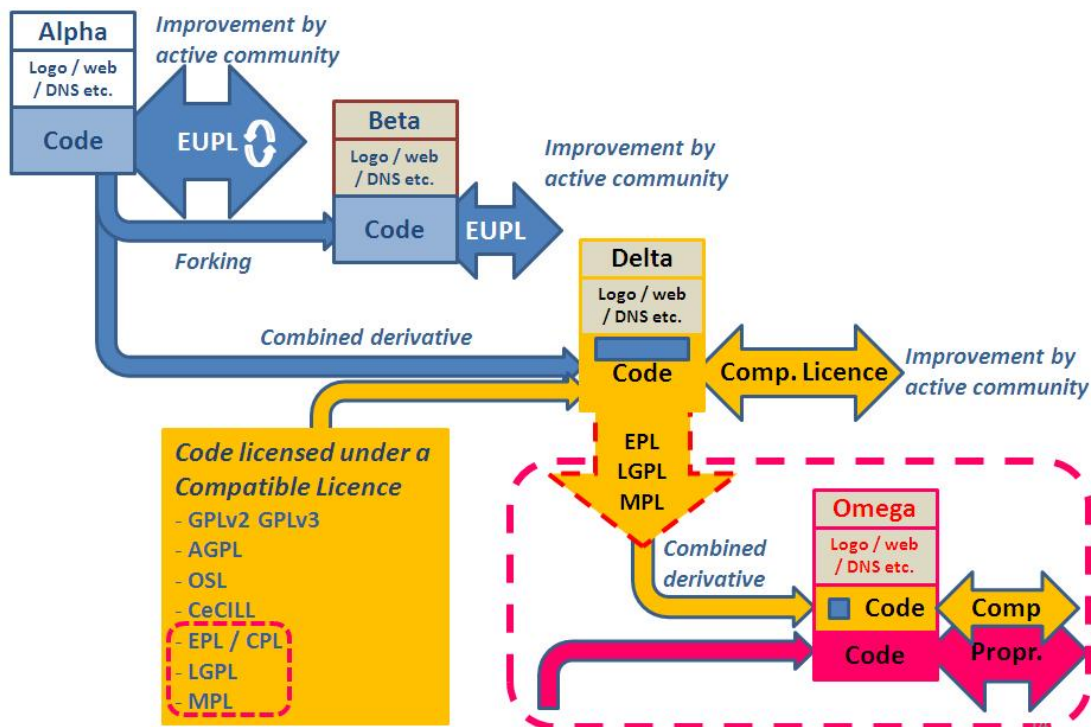 Alpha
Logo / web
/ DNS etc.
Code
Improvement by
active community
EUPL
Forking
Beta
Logo / web
/ DNS etc.
Code
EUPL
Improvement by
active community
Combined derivative
Delta
Logo / web
/ DNS etc.
Code
Comp. Licence
Improvement by
active community
Code licensed under a
Compatible Licence
- GPLv2 GPLv3
- AGPL
- OSL
- CeCILL
- EPL / CPL
- LGPL
- MPL
EPL
LGPL
MPL
Combined
derivative
Omega
Logo / web
/ DNS etc.
Code
Comp
Code
Propr.